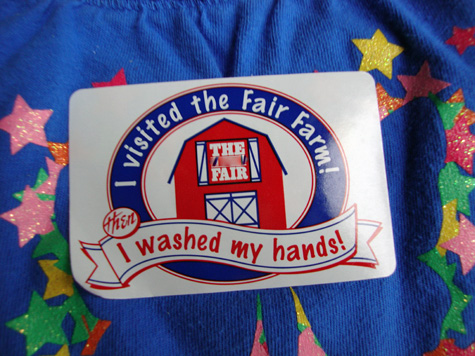 I visited the Fair Farm!
THE
FAIR
then
I washed my hands!